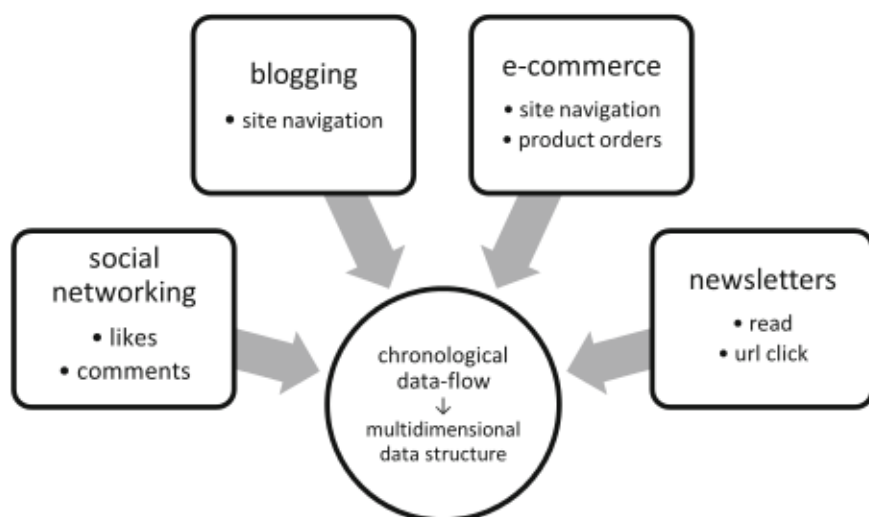 blogging
• site navigation
e-commerce
• site navigation
• product orders
social
networking
• likes
• comments
newsletters
• read
• url click
chronological
data-flow
↓
multidimensional
data structure